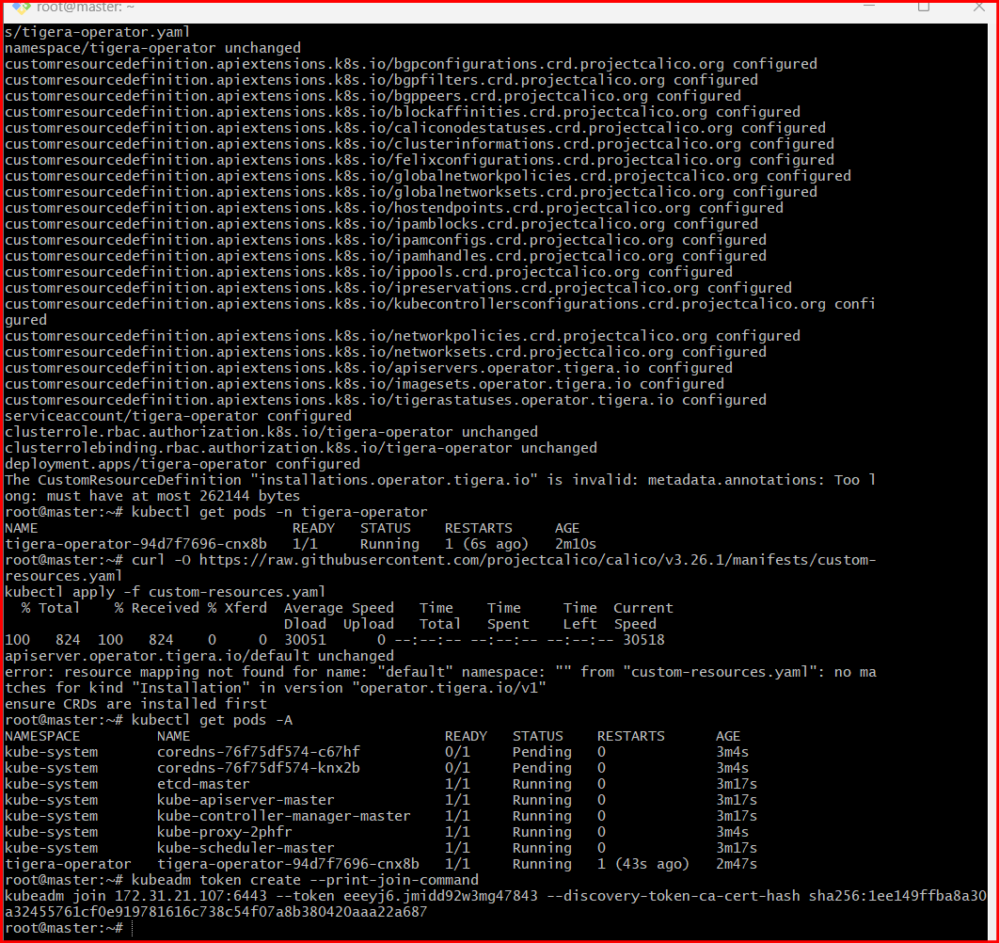 root@master: ~
s/tigera-operator.yaml
namespace/tigera-operator unchanged
customresourcedefinition.apiextensions.k8s.io/bgpconfigurations.crd.projectcalico.org configured
customresourcedefinition.apiextensions.k8s.io/bgpfilters.crd.projectcalico.org configured
customresourcedefinition.apiextensions.k8s.io/bgppeers.crd.projectcalico.org configured
customresourcedefinition.apiextensions.k8s.io/blockaffinities.crd.projectcalico.org configured
customresourcedefinition.apiextensions.k8s.io/caliconodestatuses.crd.projectcalico.org configured
customresourcedefinition.apiextensions.k8s.io/clusterinformations.crd.projectcalico.org configured
customresourcedefinition.apiextensions.k8s.io/felixconfigurations.crd.projectcalico.org configured
customresourcedefinition.apiextensions.k8s.io/globalnetworkpolicies.crd.projectcalico.org configured
customresourcedefinition.apiextensions.k8s.io/globalnetworksets.crd.projectcalico.org configured
customresourcedefinition.apiextensions.k8s.io/hostendpoints.crd.projectcalico.org configured
customresourcedefinition.apiextensions.k8s.io/ipamblocks.crd.projectcalico.org configured
customresourcedefinition.apiextensions.k8s.io/ipamconfigs.crd.projectcalico.org configured
customresourcedefinition.apiextensions.k8s.io/ipamhandles.crd.projectcalico.org configured
customresourcedefinition.apiextensions.k8s.io/ippools.crd.projectcalico.org configured
customresourcedefinition.apiextensions.k8s.io/ipreservations.crd.projectcalico.org configured
customresourcedefinition.apiextensions.k8s.io/kubecontrollersconfigurations.crd.projectcalico.org confi
gured
customresourcedefinition.apiextensions.k8s.io/networkpolicies.crd.projectcalico.org configured
customresourcedefinition.apiextensions.k8s.io/networksets.crd.projectcalico.org configured
customresourcedefinition.apiextensions.k8s.io/apiservers.operator.tigera.io configured
customresourcedefinition.apiextensions.k8s.io/imagesets.operator.tigera.io configured
customresourcedefinition.apiextensions.k8s.io/tigerastatuses.operator.tigera.io configured
serviceaccount/tigera-operator configured
clusterrole.rbac.authorization.k8s.io/tigera-operator unchanged
clusterrolebinding.rbac.authorization.k8s.io/tigera-operator unchanged
deployment.apps/tigera-operator configured
The CustomResourceDefinition "installations.operator.tigera.io" is invalid: metadata.annotations: Too l
ong: must have at most 262144 bytes
root@master:~# kubectl get pods -n tigera-operator
NAME READY STATUS RESTARTS AGE
tigera-operator-94d7f7696-cnx8b 1/1 Running 1 (6s ago) 2m10s
root@master:~# curl -O https://raw.githubusercontent.com/projectcalico/calico/v3.26.1/manifests/custom-
resources.yaml
kubectl apply -f custom-resources.yaml
% Total % Received % Xferd Average Speed Time Time Time Current
Dload Upload Total Spent Left Speed
100 824 100 824 0 0 30051 0 --:--:-- --:--:-- --:--:-- 30518
apiserver.operator.tigera.io/default unchanged
error: resource mapping not found for name: "default" namespace: "" from "custom-resources.yaml": no ma
tches for kind "Installation" in version "operator.tigera.io/v1"
ensure CRDs are installed first
root@master:~# kubectl get pods -A
NAMESPACE NAME READY STATUS RESTARTS AGE
kube-system coredns-76f75df574-c67hf 0/1 Pending 0 3m4s
kube-system coredns-76f75df574-knx2b 0/1 Pending 0 3m4s
kube-system etcd-master 1/1 Running 0 3m17s
kube-system kube-apiserver-master 1/1 Running 0 3m17s
kube-system kube-controller-manager-master 1/1 Running 0 3m17s
kube-system kube-proxy-2phfr 1/1 Running 0 3m4s
kube-system kube-scheduler-master 1/1 Running 0 3m17s
tigera-operator tigera-operator-94d7f7696-cnx8b 1/1 Running 1 (43s ago) 2m47s
root@master:~# kubeadm token create --print-join-command
kubeadm join 172.31.21.107:6443 --token eeeyj6.jmidd92w3mg47843 --discovery-token-ca-cert-hash sha256:1ee149ffba8a30
a32455761cf0e919781616c738c54f07a8b380420aaa22a687
root@master:~#